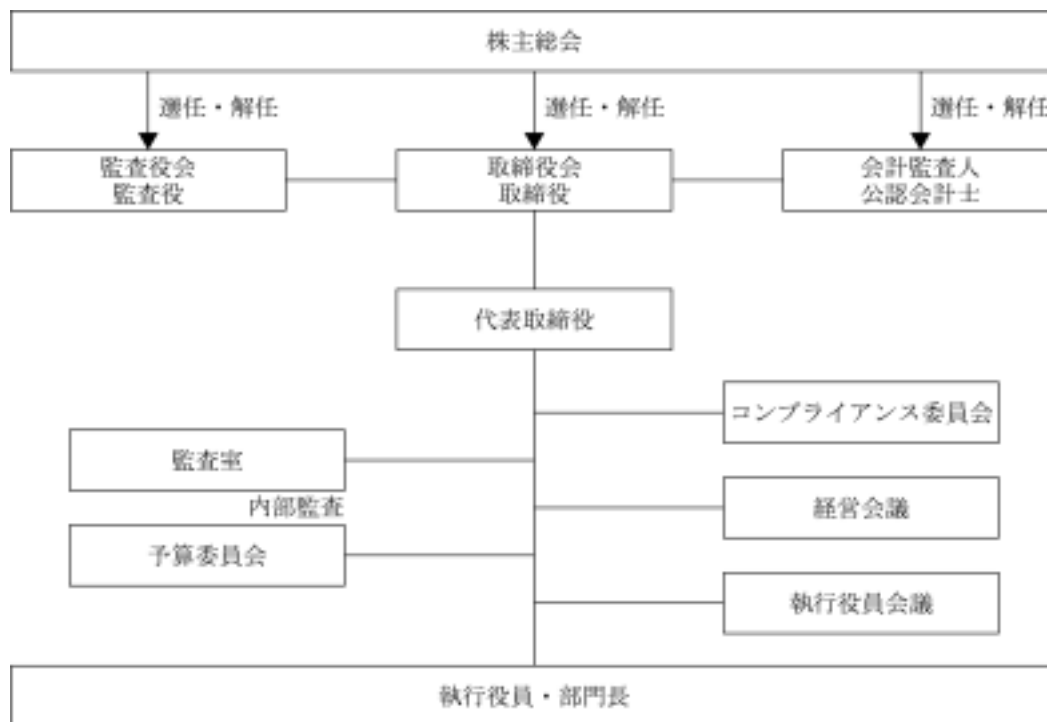 株主総会
選任・解任
選任・解任
選任・解任
監査役会
監査役
取締役会
取締役
会計監査人
公認会計士
代表取締役
コンプライアンス委員会
監査室
内部監査
経営会議
予算委員会
執行役員会議
執行役員・部門長